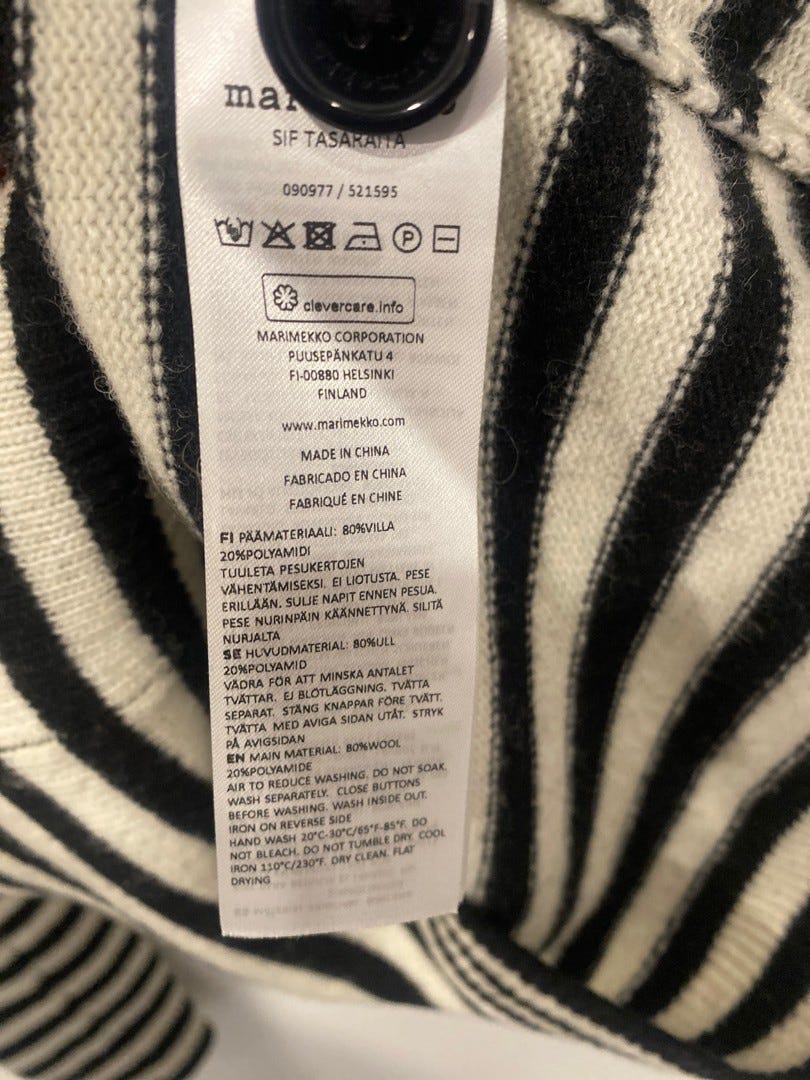 SIF TASARAITA
090977 / 521595
P
clevercare.info
MARIMEKKO CORPORATION
PUUSEPÄNKATU 4
FI-00880 HELSINKI
FINLAND
www.marimekko.com
MADE IN CHINA
FABRICADO EN CHINA
FABRIQUÉ EN CHINE
FI PÄÄMATERIAALI: 80%VILLA
20%POLYAMIDI
TUULETA PESUKERTOJEN
VÄHENTÄMISEKSI. EI LIOTUSTA. PESE
ERILLÄÄN. SULJE NAPIT ENNEN PESUA.
PESE NURINPÄIN KÄÄNNETTYNÄ. SILITÄ
NURJALTA
SE HUVUDMATERIAL: 80%ULL
20%POLYAMID
VÄDRA FÖR ATT MINSKA ANTALET
TVÄTTAR. EJ BLÖTLÄGGNING. TVÄTTA
SEPARAT. STÄNG KNAPPAR FÖRE TVÄTT.
TVÄTTA MED AVIGA SIDAN UTÅT. STRYK
PÅ AVIGSIDAN
EN MAIN MATERIAL: 80%WOOL
20%POLYAMIDE
AIR TO REDUCE WASHING. DO NOT SOAK.
WASH SEPARATELY. CLOSE BUTTONS
BEFORE WASHING. WASH INSIDE OUT.
IRON ON REVERSE SIDE
HAND WASH 20°C-30°C/65°F-85°F. DO
NOT BLEACH. DO NOT TUMBLE DRY. COOL
IRON 110°C/230°F. DRY CLEAN. FLAT
DRYING